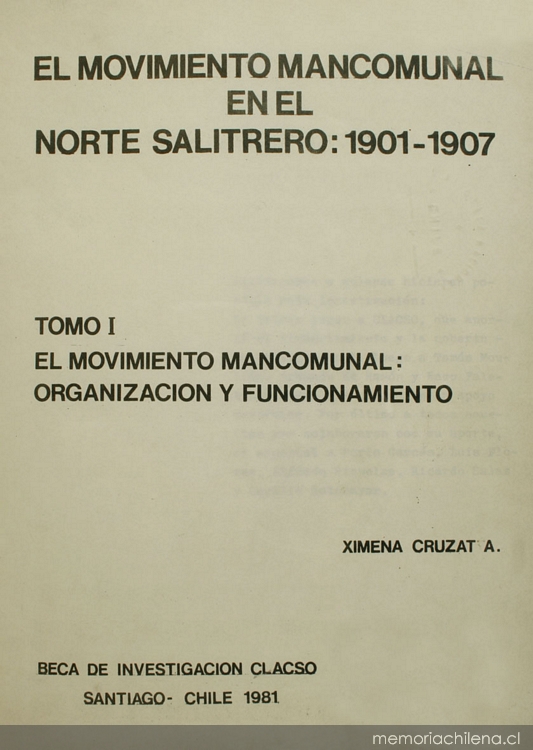 EL MOVIMIENTO MANCOMUNAL
EN EL
NORTE SALITRERO: 1901-1907
TOMO I
EL MOVIMIENTO MANCOMUNAL:
ORGANIZACION Y FUNCIONAMIENTO
XIMENA CRUZAT A.
BECA DE INVESTIGACION CLACSO
SANTIAGO- CHILE 1981
memoriachilena.cl